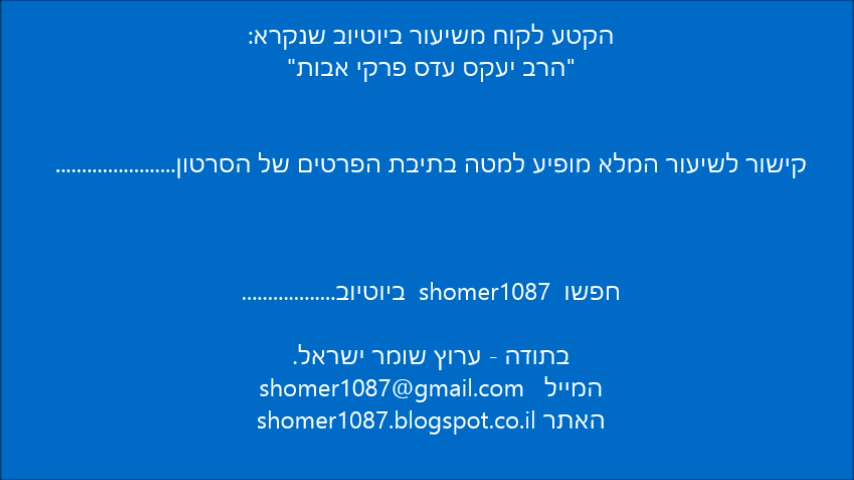 הקטע לקוח משיעור ביוטיוב שנקרא:
"הרב יעקס עדס פרקי אבות"
קישור לשיעור המלא מופיע למטה בתיבת הפרטים של הסרטון.......................
חפשו shomer1087 ביוטיוב..................
בתודה - ערוץ שומר ישראל.
המייל shomer1087@gmail.com
האתר shomer1087.blogspot.co.il